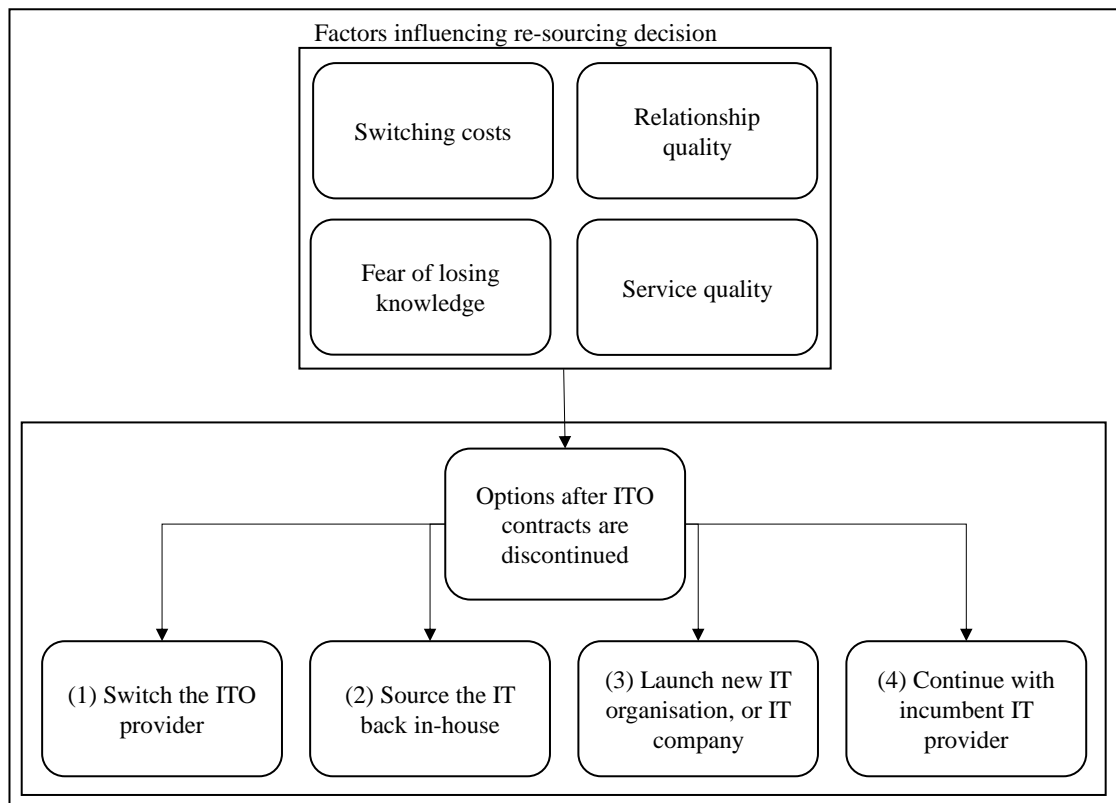 Factors influencing re-sourcing decision
Switching costs
Relationship
quality
Fear of losing
knowledge
Service quality
Options after ITO
contracts are
discontinued
(1) Switch the ITO
provider
(2) Source the IT
back in-house
(3) Launch new IT
organisation, or IT
company
(4) Continue with
incumbent IT
provider